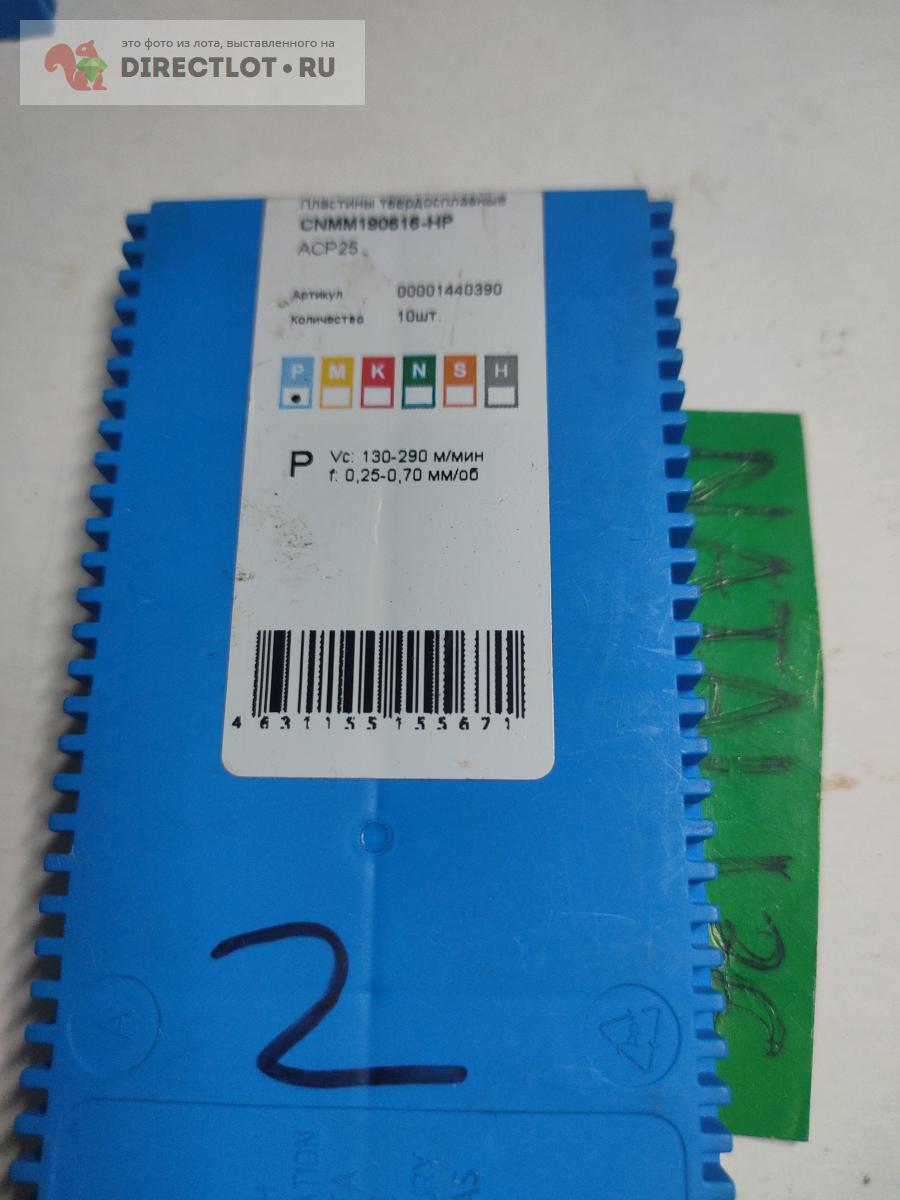 это фото из лота, выставленного на
DIRECTLOT•RU
Пластины твердосплавные
CNMM190616-HP
ACP25
Артикул 00001440390
Количество 10шт.
P M K N S H
P Vc: 130-290 м/мин
f: 0,25-0,70 мм/об
4 631155 155671
2
A